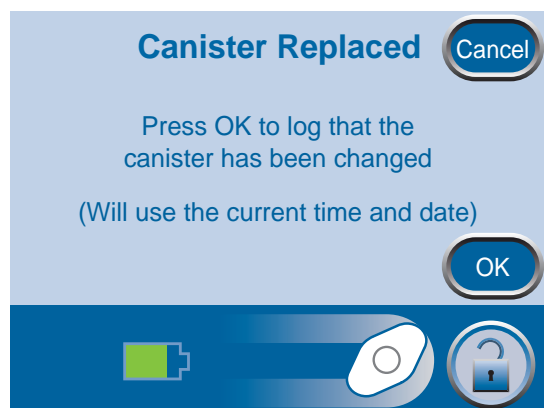 Canister Replaced
Cancel
Press OK to log that the
canister has been changed
(Will use the current time and date)
OK